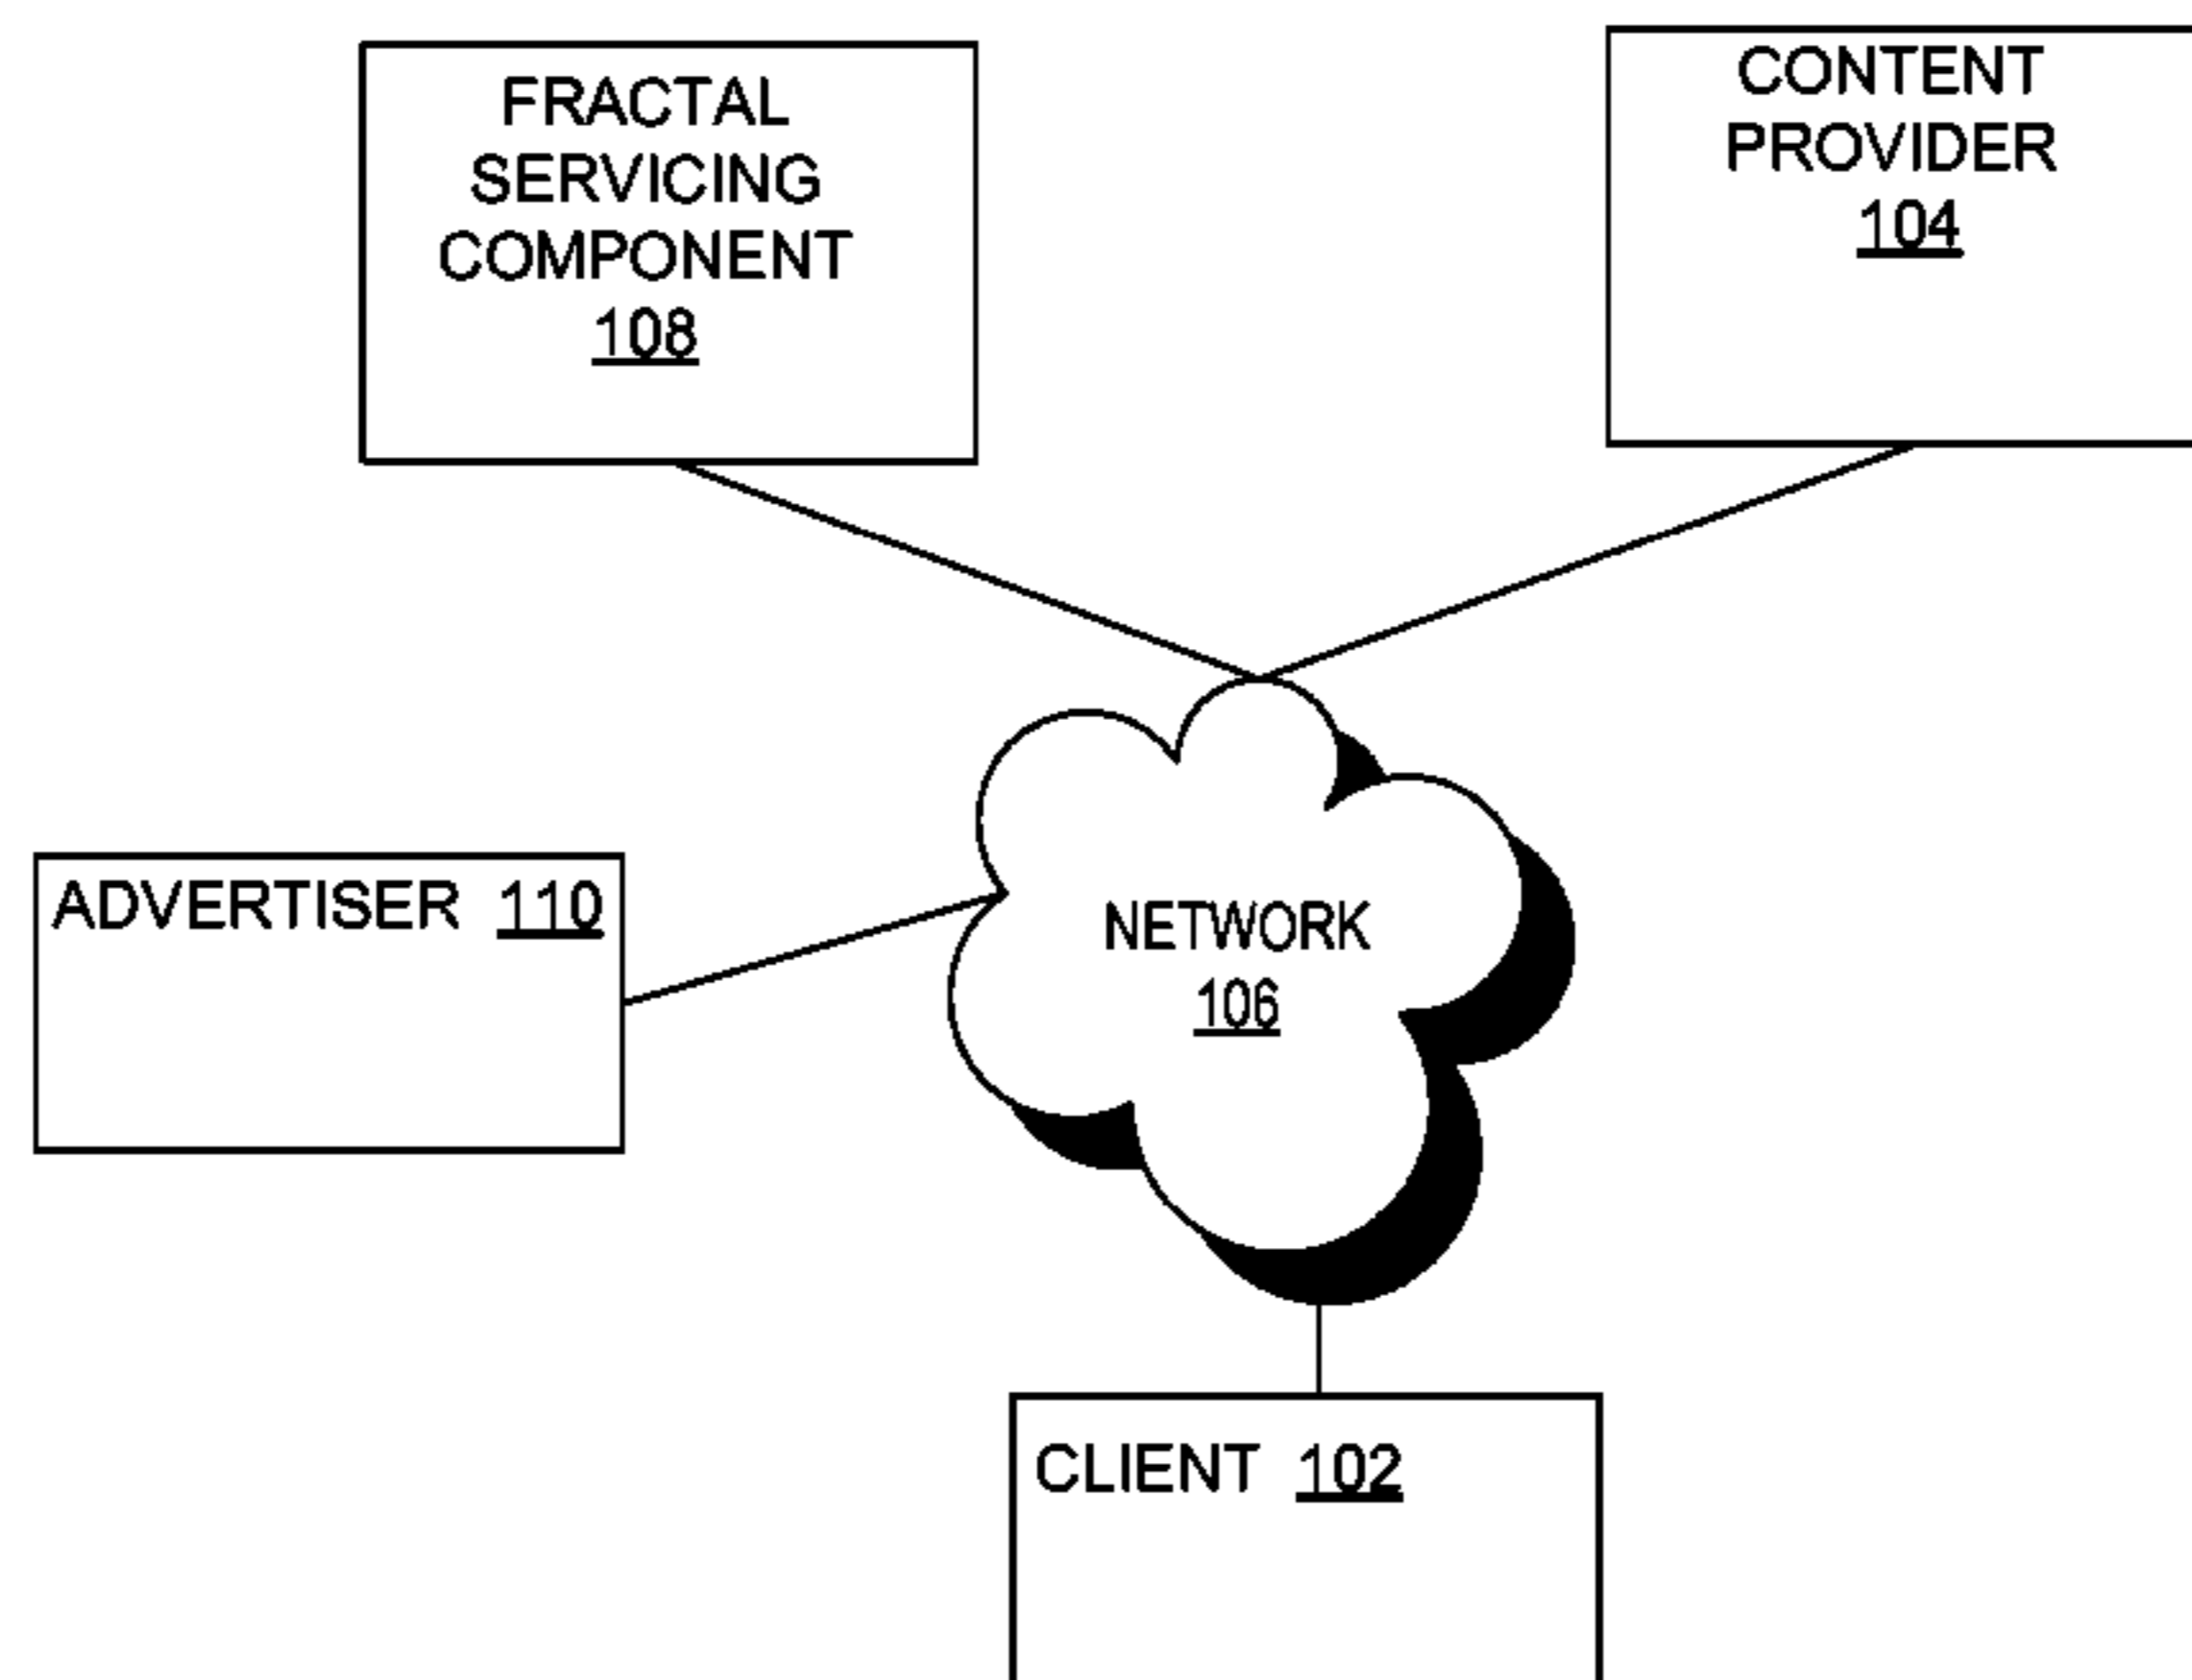 FRACTAL
SERVICING
COMPONENT
108
CONTENT
PROVIDER
104
ADVERTISER 110
NETWORK
106
CLIENT 102